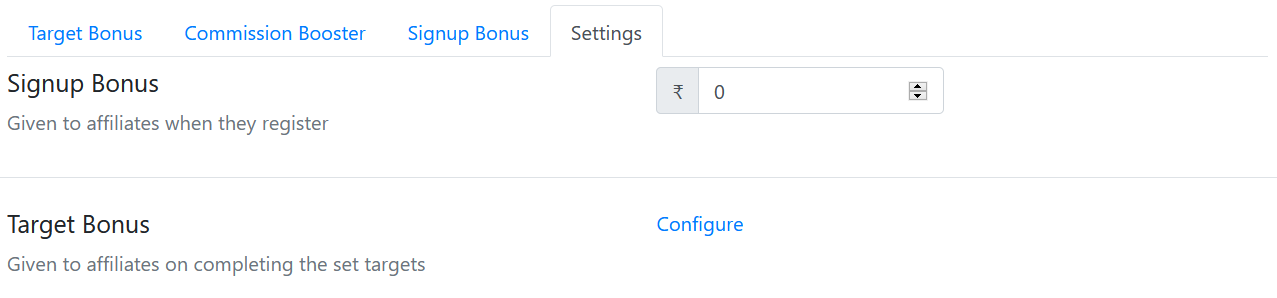 Target Bonus Commission Booster Signup Bonus Settings
Signup Bonus ₹ 0
Given to affiliates when they register
Target Bonus Configure
Given to affiliates on completing the set targets